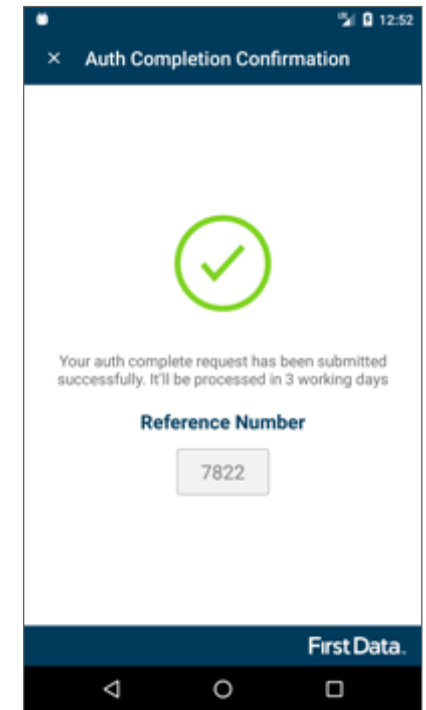 LTE 12:52
× Auth Completion Confirmation
Your auth complete request has been submitted
successfully. It'll be processed in 3 working days
Reference Number
7822
First Data.